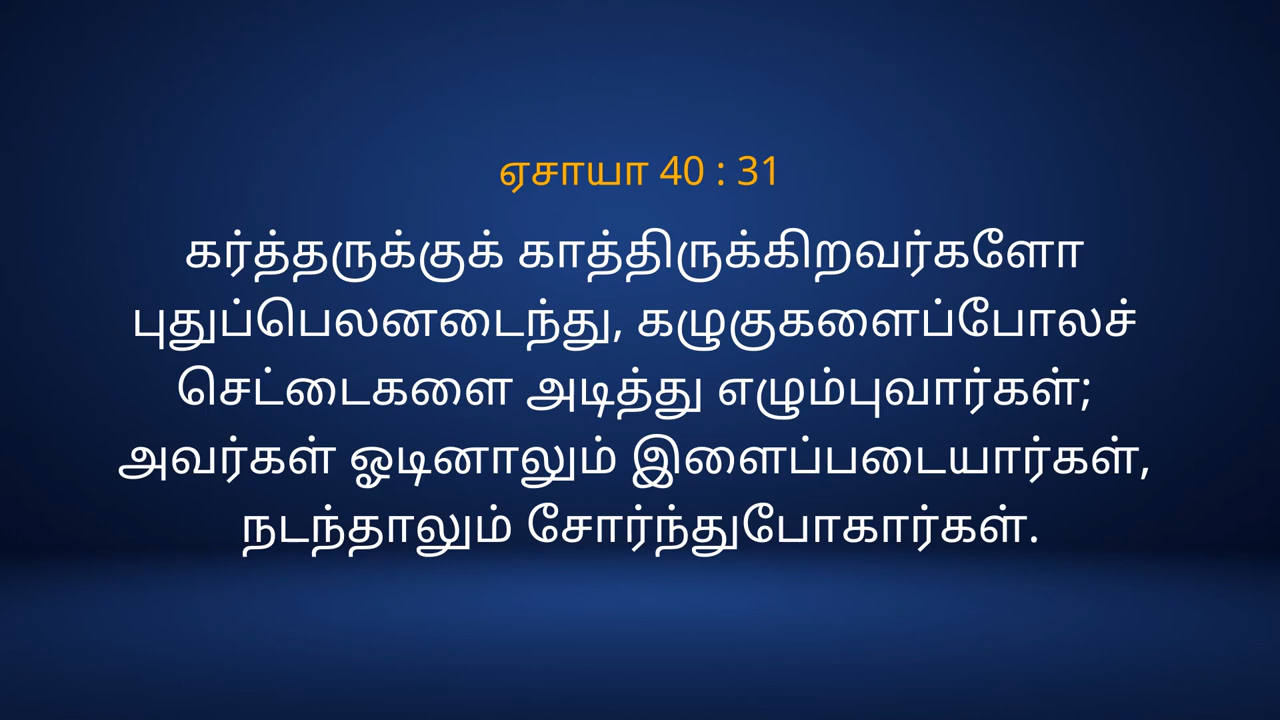 ஏசாயா 40 : 31
கர்த்தருக்குக் காத்திருக்கிறவர்களோ
புதுப்பெலனடைந்து, கழுகுகளைப்போலச்
செட்டைகளை அடித்து எழும்புவார்கள்;
அவர்கள் ஓடினாலும் இளைப்படையார்கள்,
நடந்தாலும் சோர்ந்துபோகார்கள்.